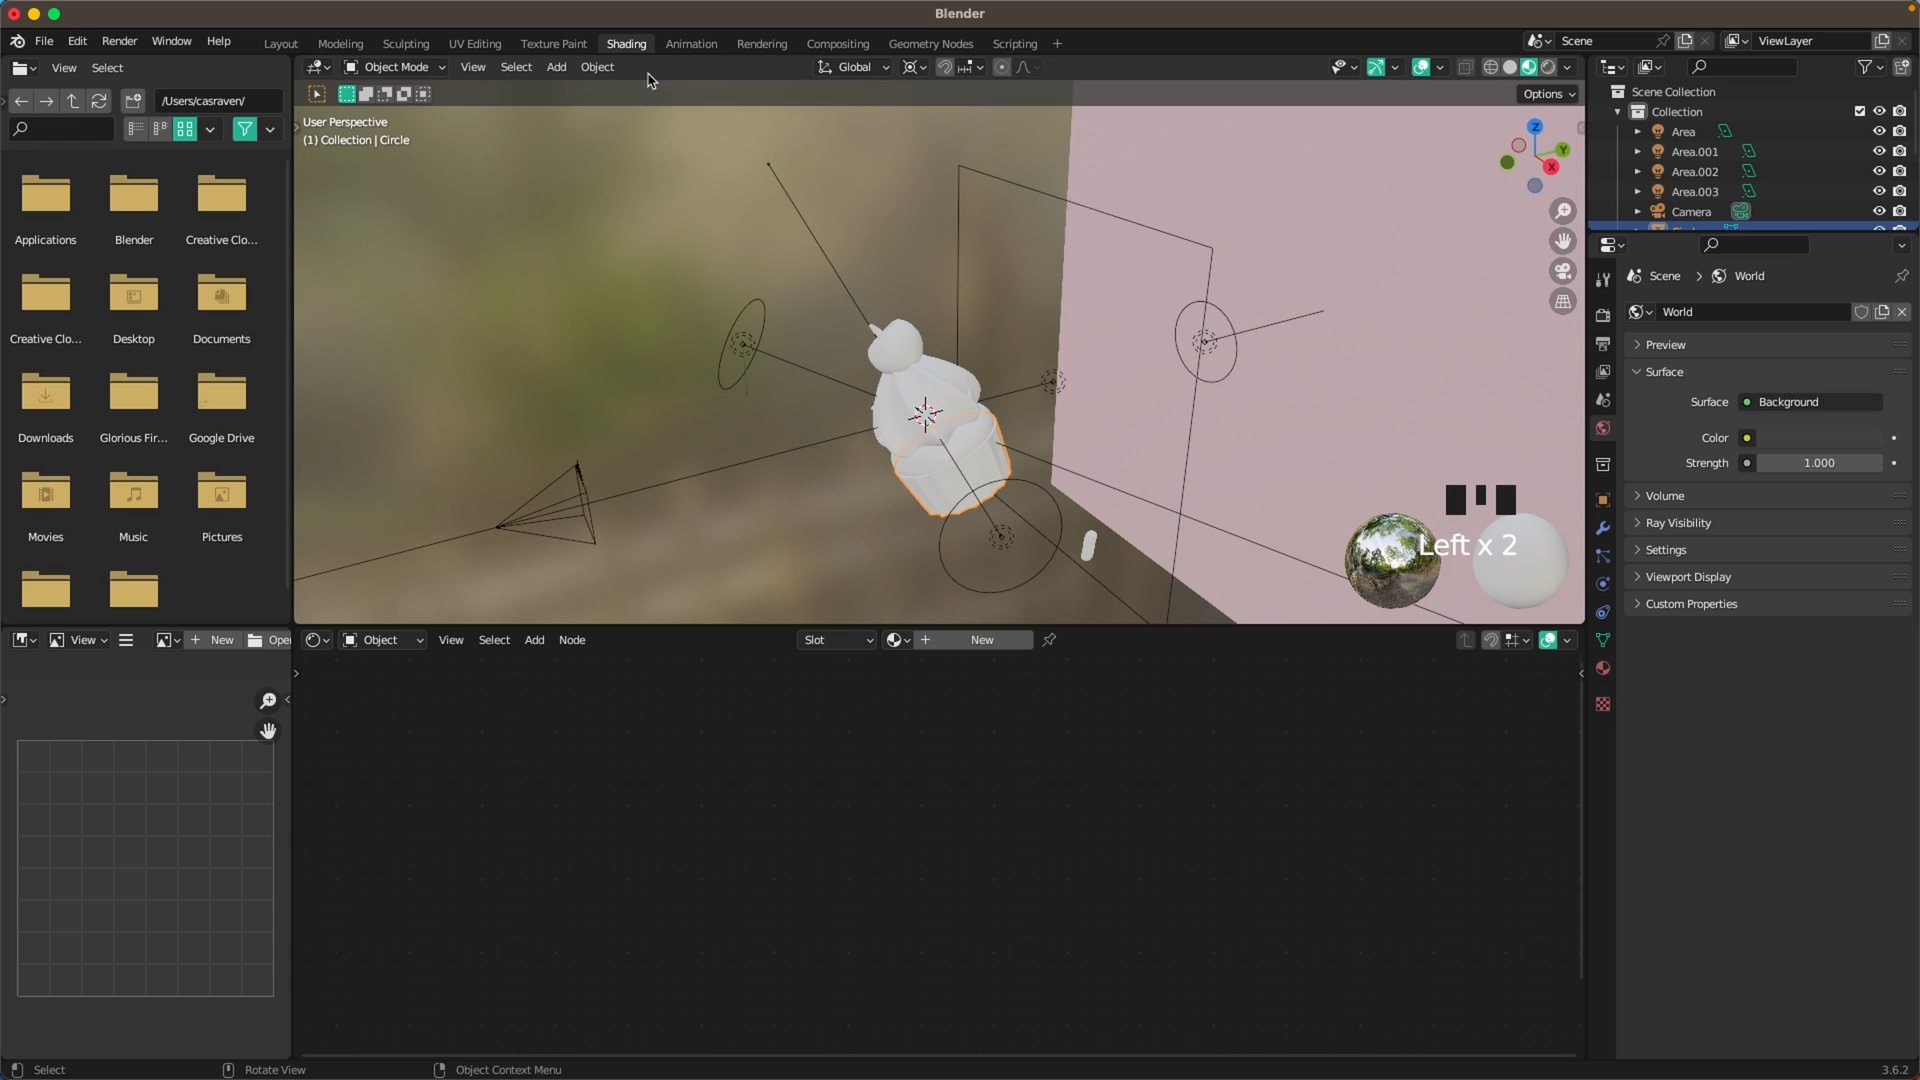 Blender
File Edit Render Window Help
Layout Modeling Sculpting UV Editing Texture Paint Shading Animation Rendering Compositing Geometry Nodes Scripting +
Scene
ViewLayer
View Select
Object Mode View Select Add Object
Global
/Users/casraven/
Options
User Perspective
(1) Collection | Circle
Z
Y
X
Applications
Blender
Creative Clo...
Creative Clo...
Desktop
Documents
Downloads
Glorious Fir...
Google Drive
Movies
Music
Pictures
Left x 2
Scene Collection
Collection
Area
Area.001
Area.002
Area.003
Camera
Scene > World
World
Preview
Surface
Surface Background
Color
Strength 1.000
Volume
Ray Visibility
Settings
Viewport Display
Custom Properties
View + New Ope
Object View Select Add Node
Slot
+ New
Select
Rotate View
Object Context Menu
3.6.2